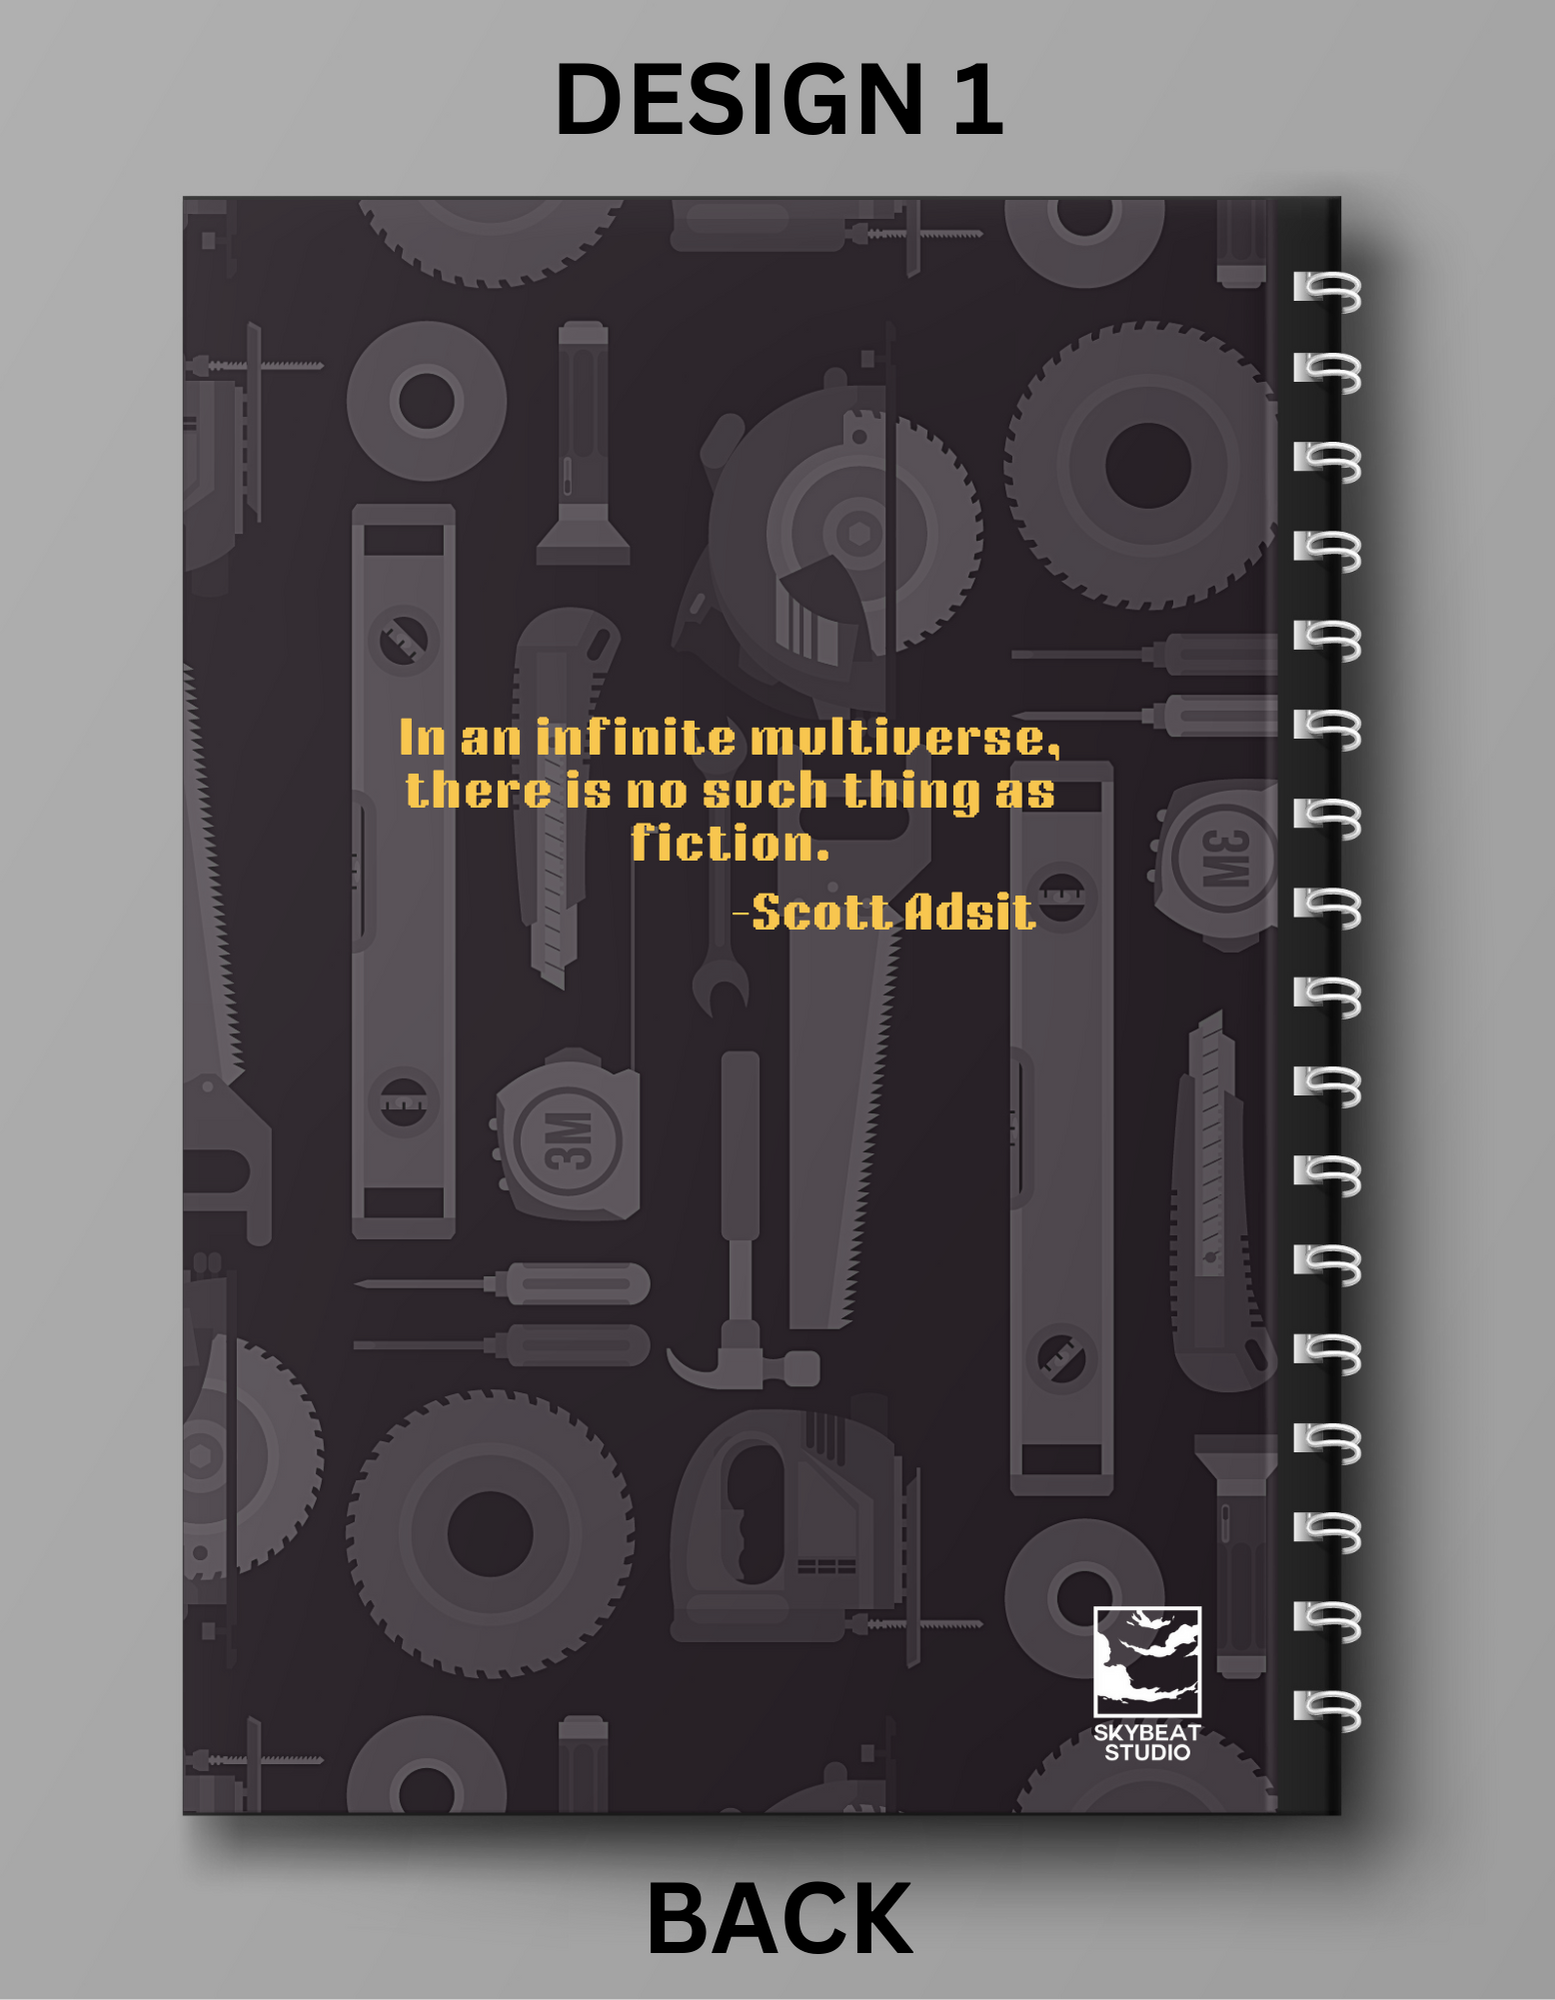 DESIGN 1
In an infinite multiverse,
there is no such thing as
fiction.
-Scott Adsit
3M
3M
SKYBEAT
STUDIO
BACK